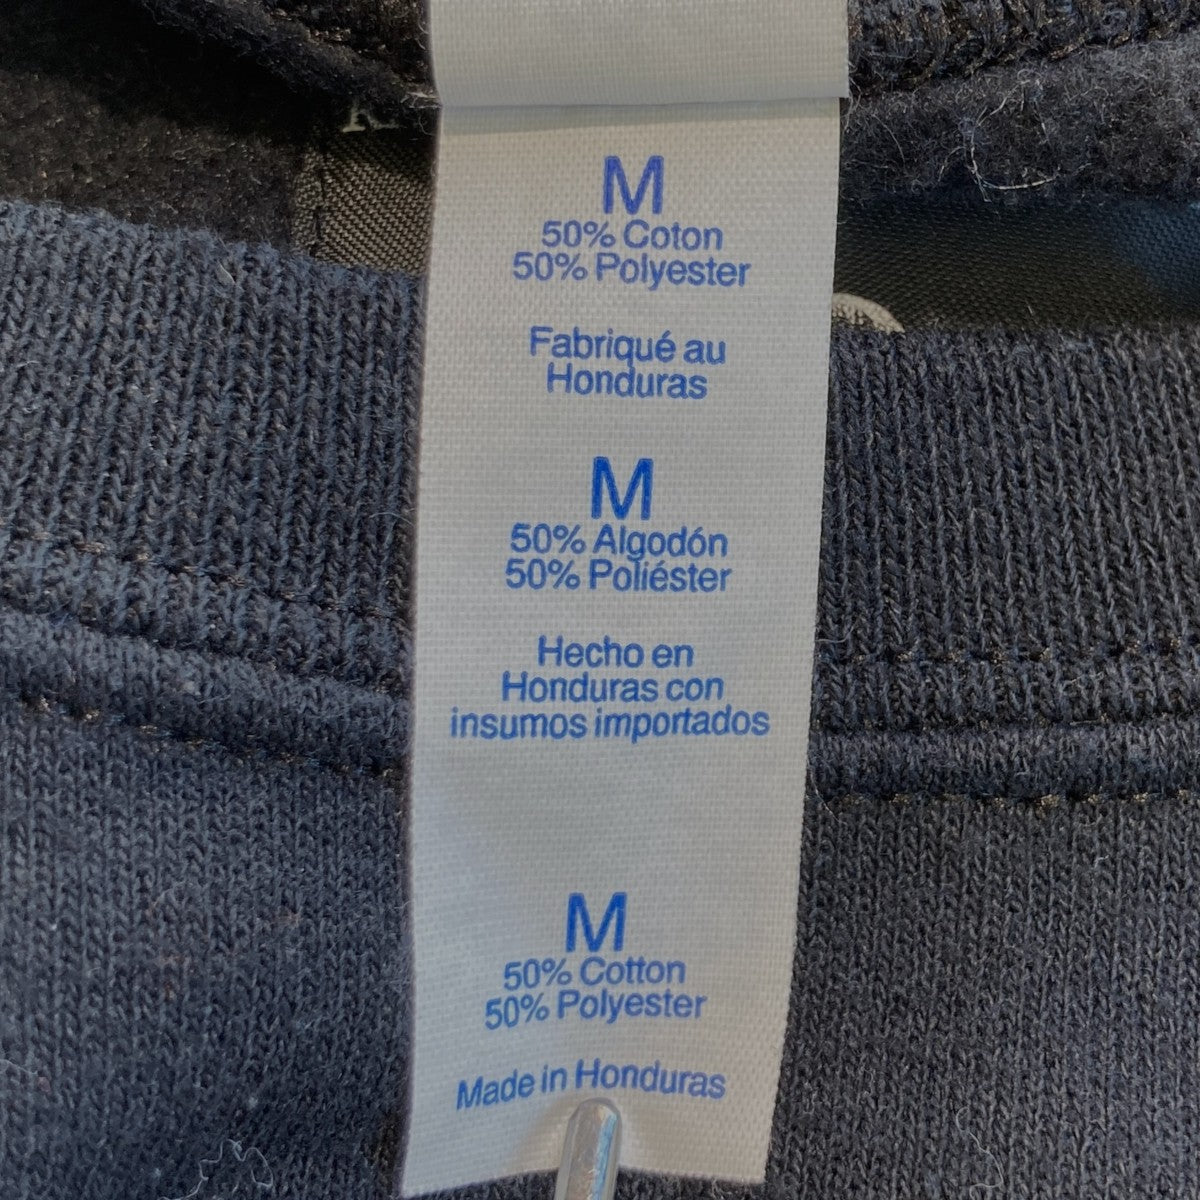 M
50% Coton
50% Polyester
Fabriqué au
Honduras
M
50% Algodón
50% Poliéster
Hecho en
Honduras con
insumos importados
M
50% Cotton
50% Polyester
Made in Honduras